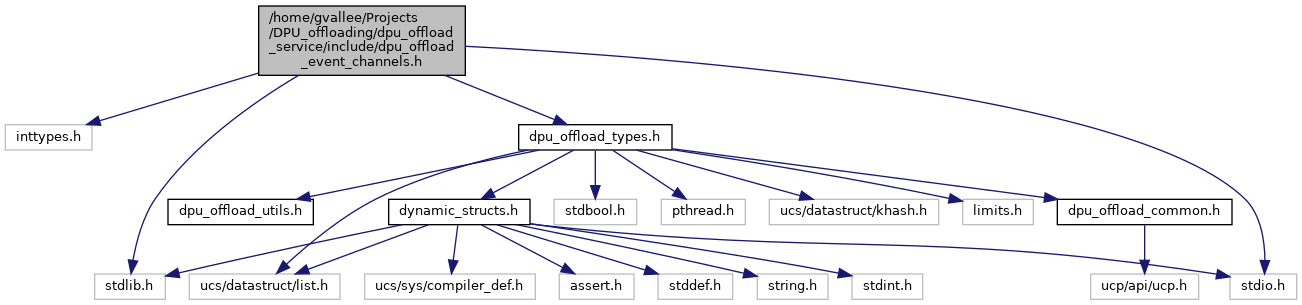 /home/gvallee/Projects
/DPU_offloading/dpu_offload
_service/include/dpu_offload
_event_channels.h
inttypes.h
dpu_offload_types.h
dpu_offload_utils.h
dynamic_structs.h
stdbool.h
pthread.h
ucs/datastruct/khash.h
limits.h
dpu_offload_common.h
stdlib.h
ucs/datastruct/list.h
ucs/sys/compiler_def.h
assert.h
stddef.h
string.h
stdint.h
ucp/api/ucp.h
stdio.h